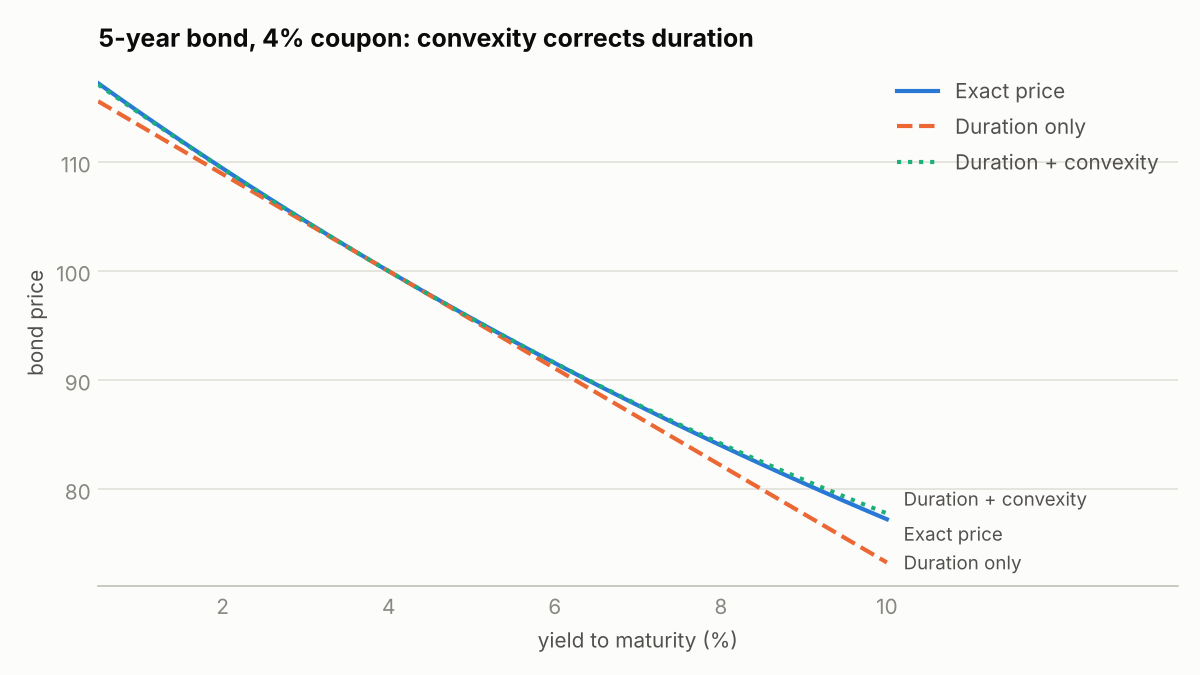 5-year bond, 4% coupon: convexity corrects duration
Exact price
Duration only
Duration + convexity
110
100
90
80
bond price
Duration + convexity
Exact price
Duration only
2 4 6 8 10
yield to maturity (%)